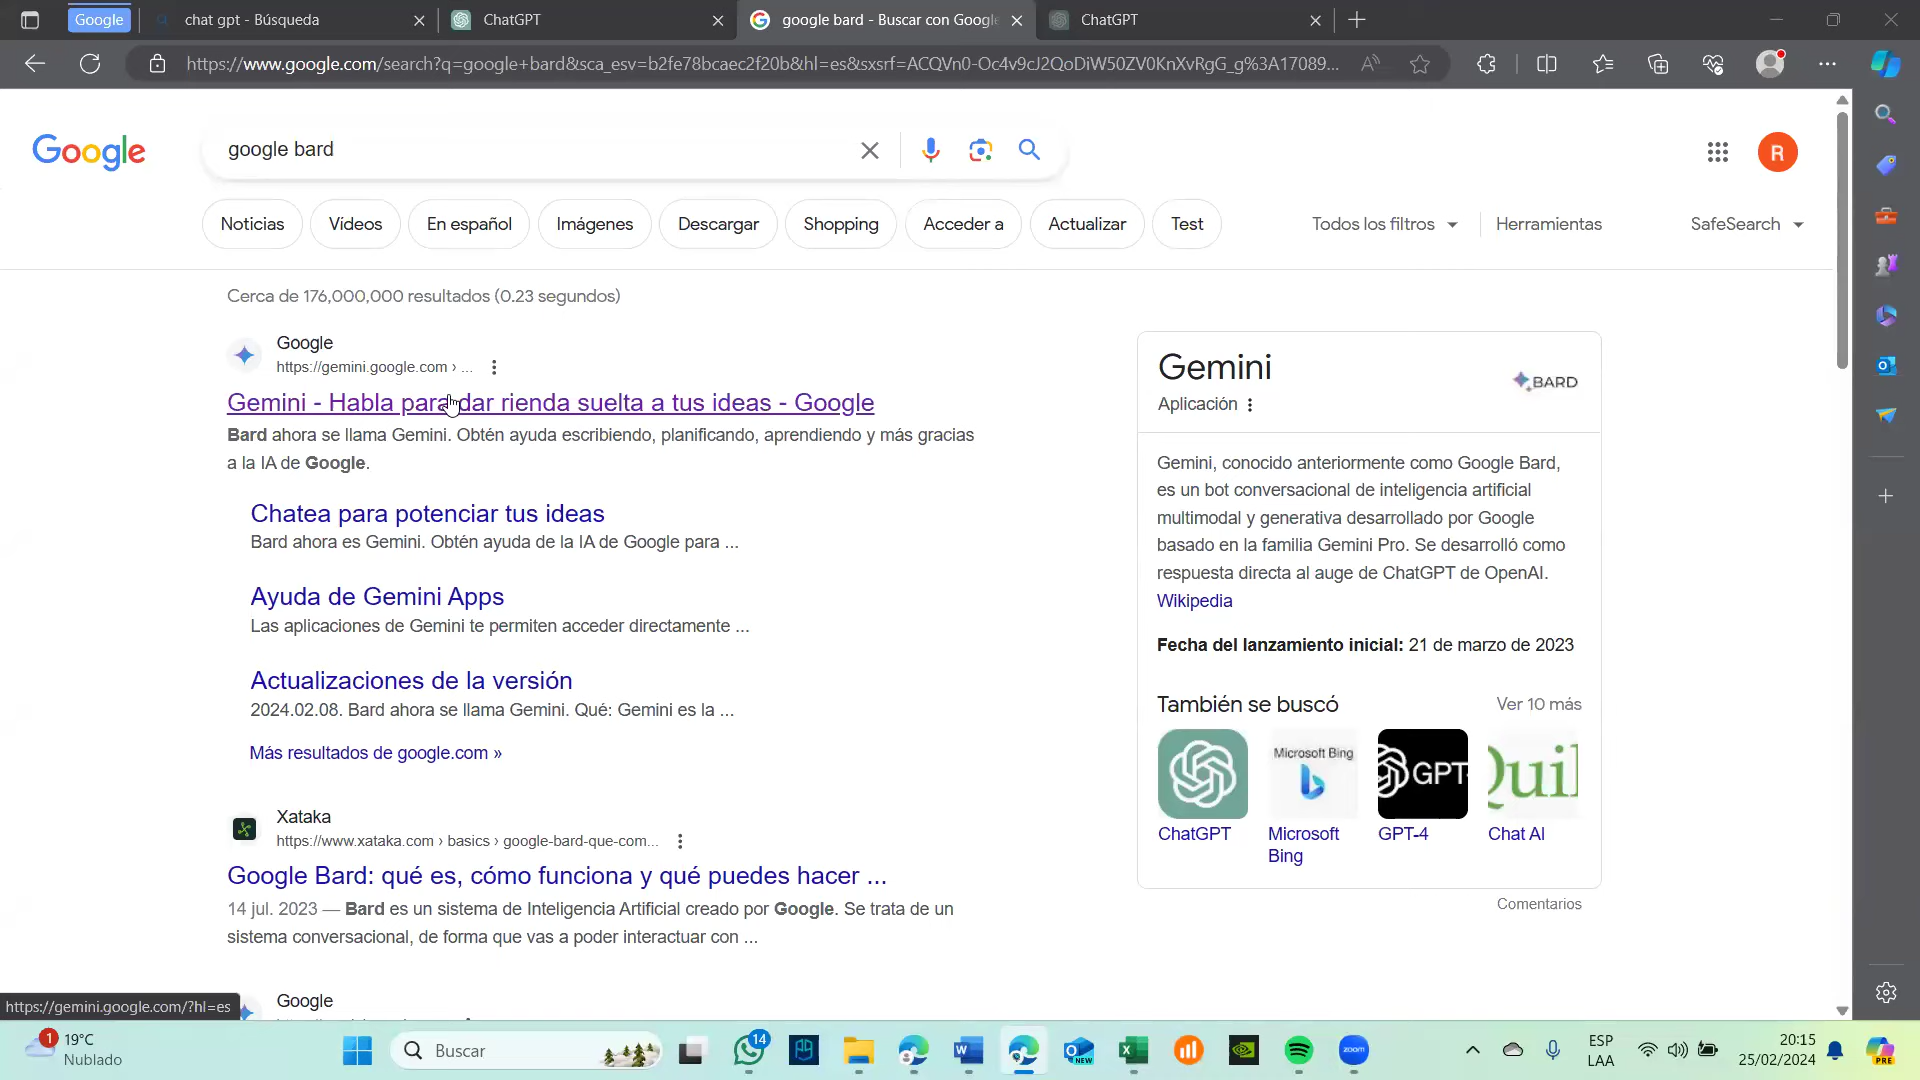 Google
chat gpt - Búsqueda
ChatGPT
google bard - Buscar con Google
ChatGPT
https://www.google.com/search?q=google+bard&sca_esv=b2fe78bcaec2f20b&hl=es&sxsrf=ACQVn0-Oc4v9cJ2QoDiW50ZV0KnXvRgG_g%3A17089...
Google
google bard
R
Noticias
Vídeos
En español
Imágenes
Descargar
Shopping
Acceder a
Actualizar
Test
Todos los filtros
Herramientas
SafeSearch
Cerca de 176,000,000 resultados (0.23 segundos)
Google
https://gemini.google.com › ...
Gemini - Habla para dar rienda suelta a tus ideas - Google
Bard ahora se llama Gemini. Obtén ayuda escribiendo, planificando, aprendiendo y más gracias
a la IA de Google.
Chatea para potenciar tus ideas
Bard ahora es Gemini. Obtén ayuda de la IA de Google para ...
Ayuda de Gemini Apps
Las aplicaciones de Gemini te permiten acceder directamente ...
Actualizaciones de la versión
2024.02.08. Bard ahora se llama Gemini. Qué: Gemini es la ...
Más resultados de google.com »
Xataka
https://www.xataka.com › basics › google-bard-que-com...
Google Bard: qué es, cómo funciona y qué puedes hacer ...
14 jul. 2023 — Bard es un sistema de Inteligencia Artificial creado por Google. Se trata de un
sistema conversacional, de forma que vas a poder interactuar con ...
Google
Gemini
BARD
Aplicación
Gemini, conocido anteriormente como Google Bard,
es un bot conversacional de inteligencia artificial
multimodal y generativa desarrollado por Google
basado en la familia Gemini Pro. Se desarrolló como
respuesta directa al auge de ChatGPT de OpenAI.
Wikipedia
Fecha del lanzamiento inicial: 21 de marzo de 2023
También se buscó
Ver 10 más
Microsoft Bing
GPT
Quil
ChatGPT
Microsoft
Bing
GPT-4
Chat AI
Comentarios
https://gemini.google.com/?hl=es
1
19°C
Nublado
Buscar
14
W
NEW
zoom
ESP
LAA
20:15
25/02/2024
PRE